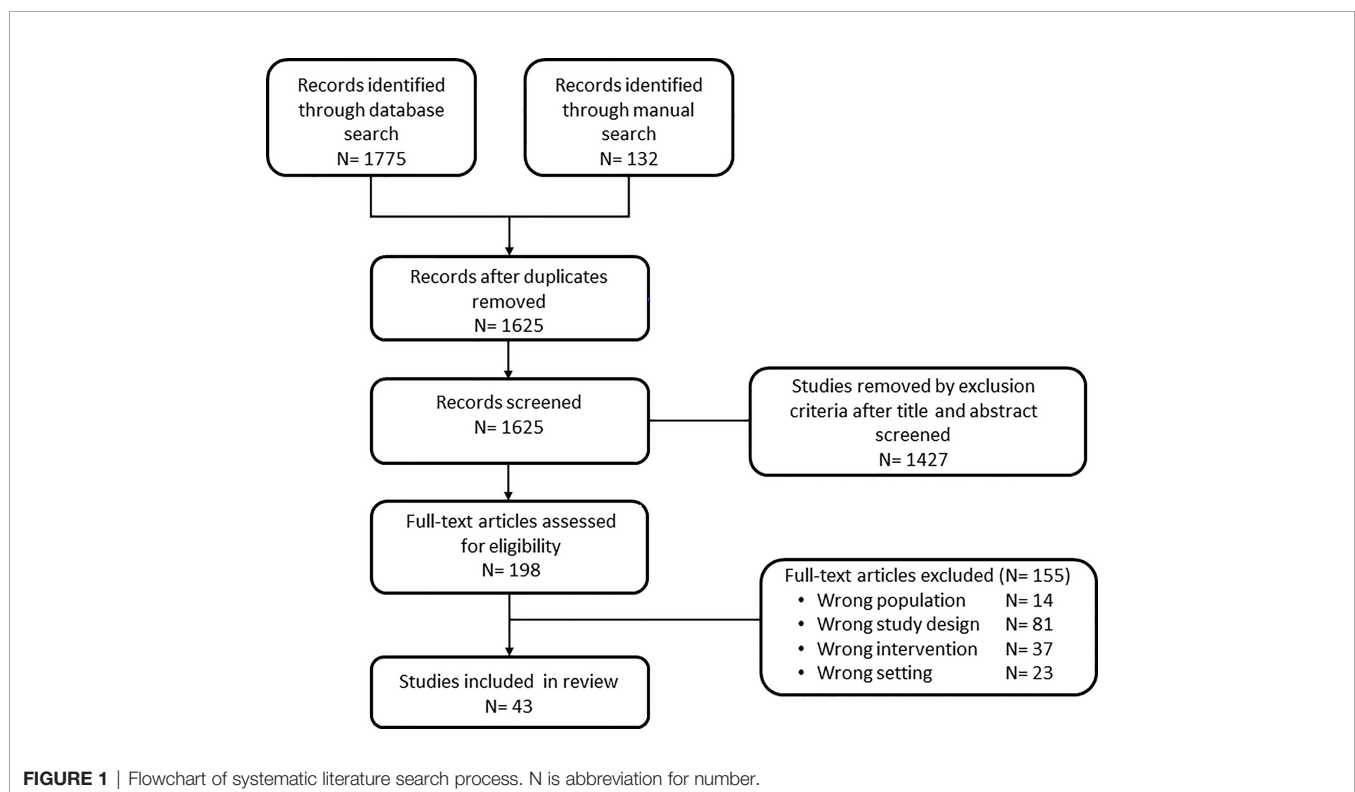 Records identified
through database
search
N= 1775
Records identified
through manual
search
N= 132
Records after duplicates
removed
N= 1625
Records screened
N= 1625
Studies removed by exclusion
criteria after title and abstract
screened
N= 1427
Full-text articles assessed
for eligibility
N= 198
Full-text articles excluded (N= 155)
• Wrong population N= 14
• Wrong study design N= 81
• Wrong intervention N= 37
• Wrong setting N= 23
Studies included in review
N= 43
FIGURE 1 | Flowchart of systematic literature search process. N is abbreviation for number.